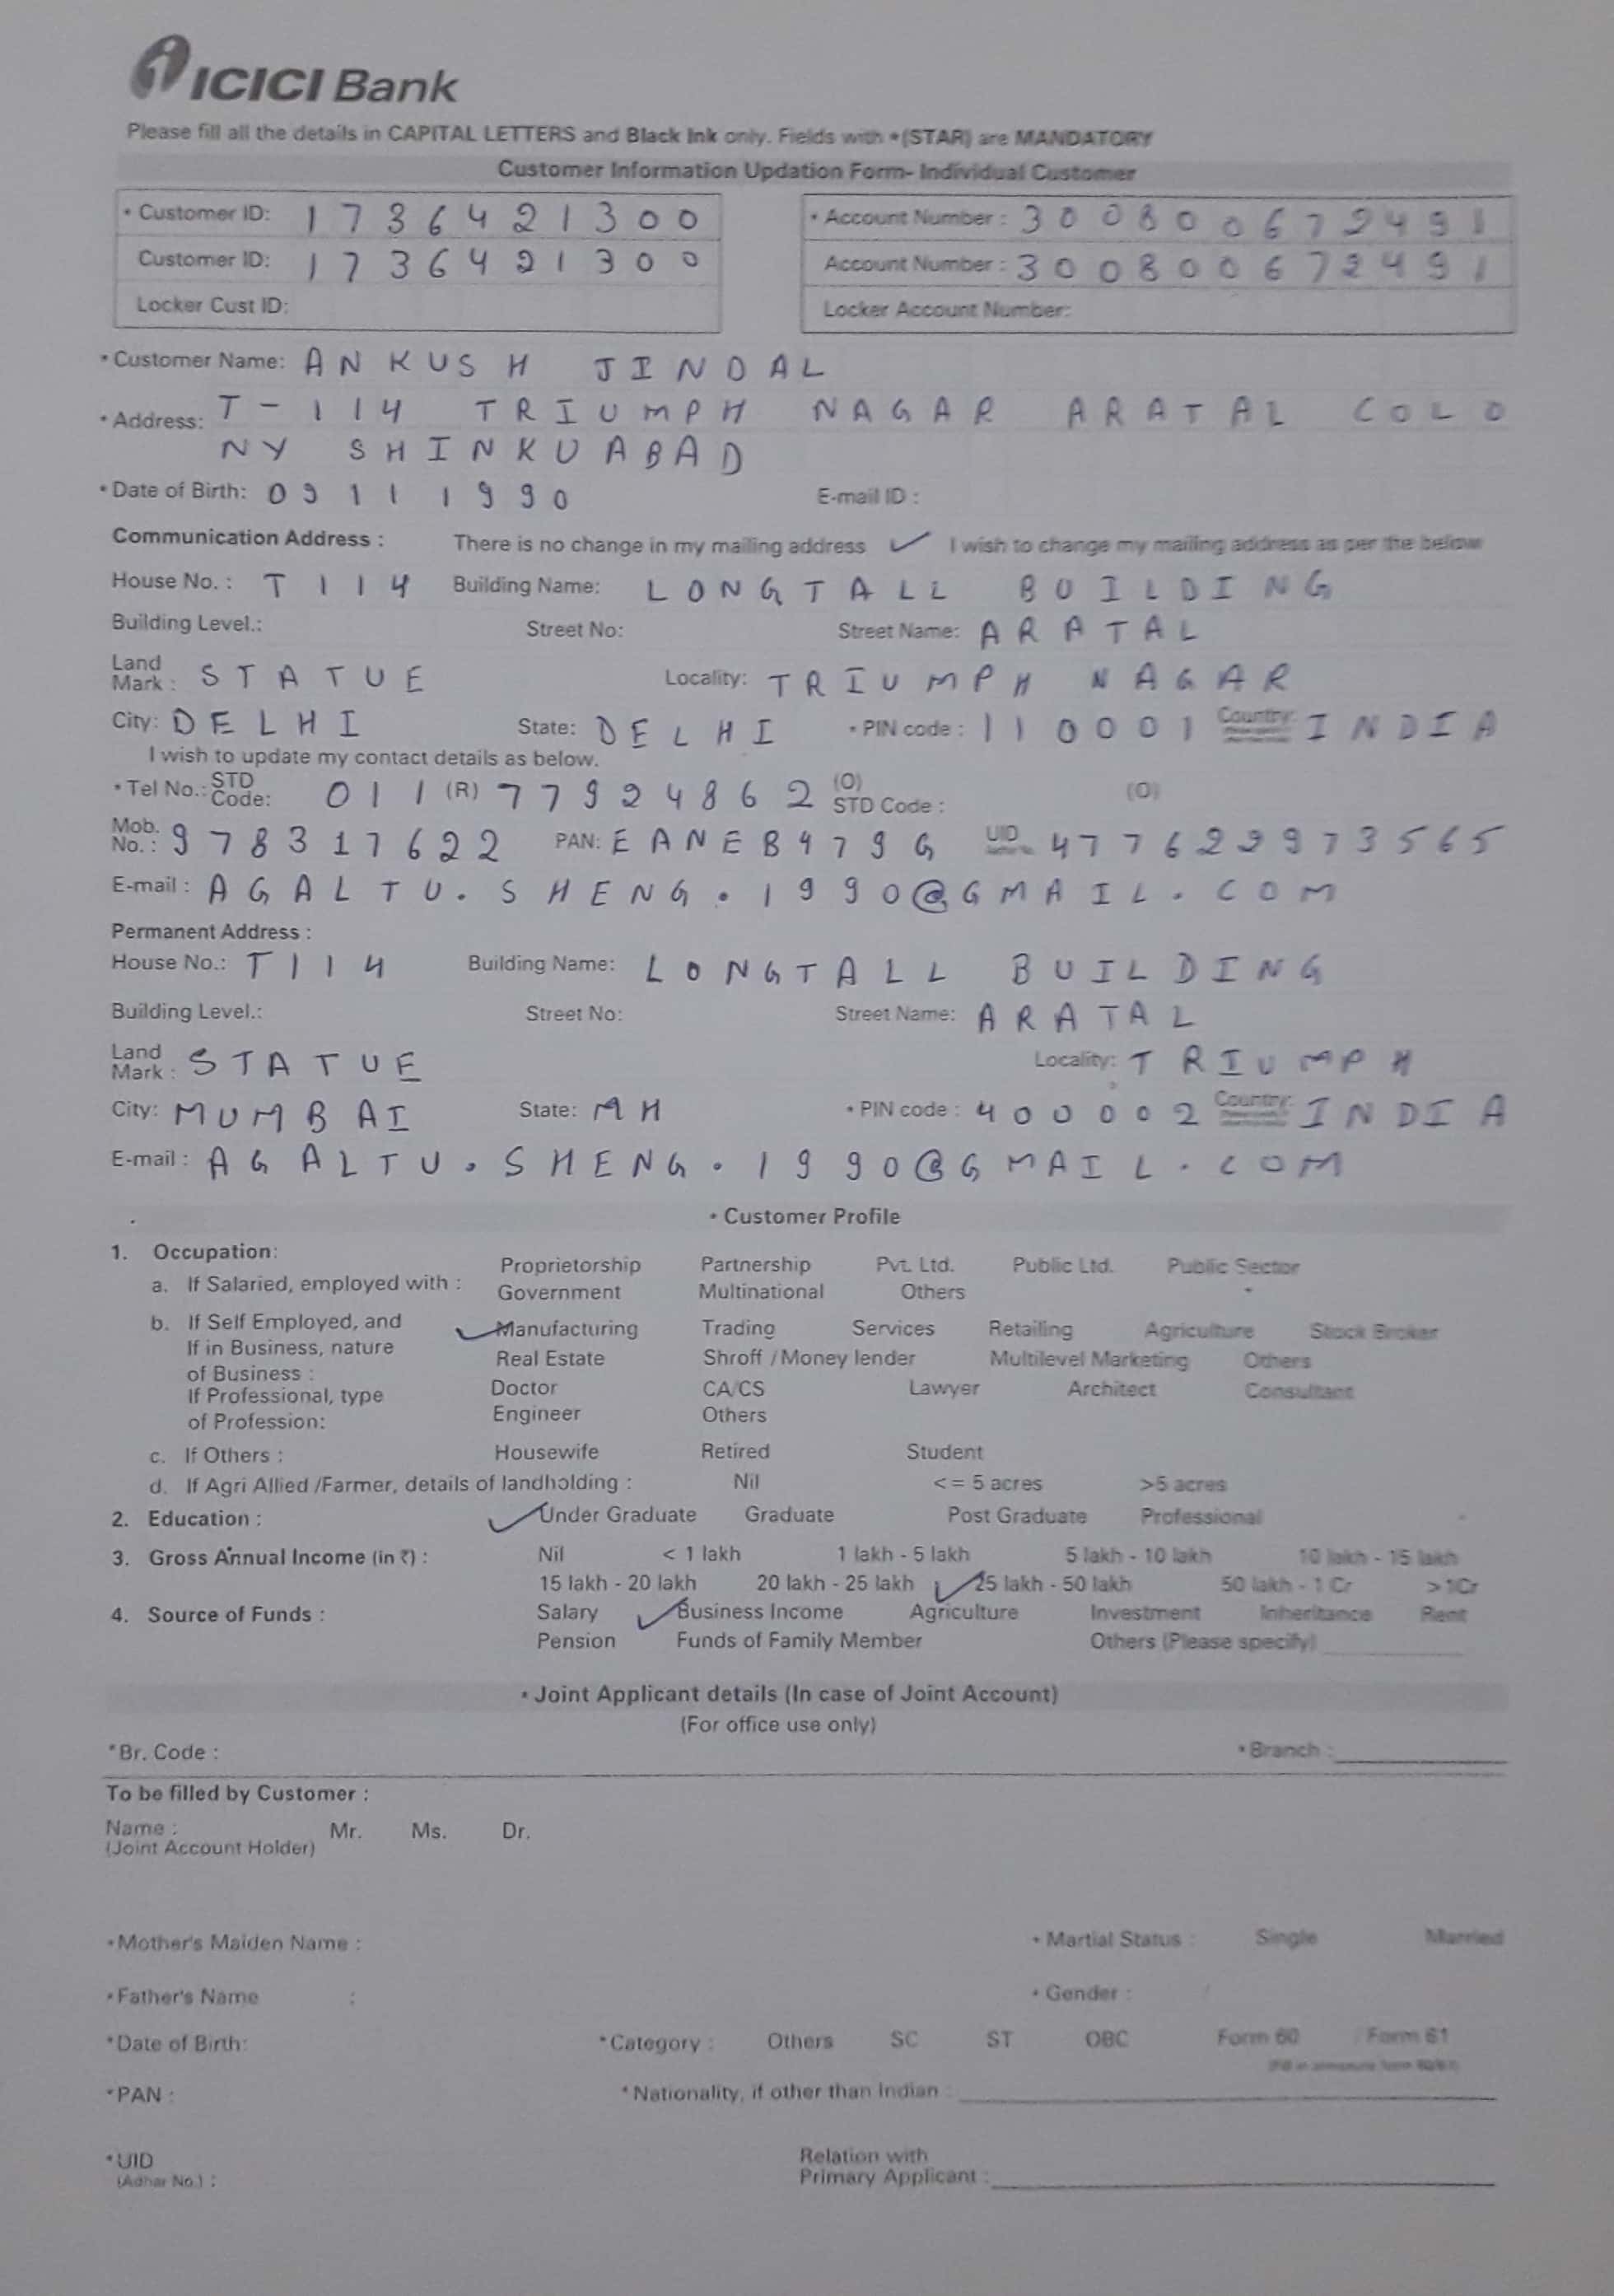 ICICI Bank
Please fill all the details in CAPITAL LETTERS and Black Ink only. Fields with *(STAR) are MANDATORY
Customer Information Updation Form- Individual Customer
* Customer ID: 1736421300 * Account Number : 300800672491
Customer ID: 1736421300 Account Number : 300800672491
Locker Cust ID: Locker Account Number:
* Customer Name: ANKUSH JINDAL
* Address: T-114 TRIUMPH NAGAR ARATAL COLO
NY SHINKUABAD
* Date of Birth: 09111990 E-mail ID :
Communication Address : There is no change in my mailing address ✓ I wish to change my mailing address as per the below
House No. : T114 Building Name: LONGTALL BUILDING
Building Level.: Street No: Street Name: ARATAL
Land Mark : STATUE Locality: TRIUMPH NAGAR
City: DELHI State: DELHI * PIN code : 110001 Country: INDIA
I wish to update my contact details as below.
* Tel No.: STD Code: 011 (R) 77924862 (O) STD Code : (O)
Mob. No. : 9783117622 PAN: EANEB479G UID 477622973565
E-mail : AGALTU.SHENG.1990@GMAIL.COM
Permanent Address :
House No.: T114 Building Name: LONGTALL BUILDING
Building Level.: Street No: Street Name: ARATAL
Land Mark : STATUE Locality: TRIUMPH
City: MUMBAI State: MH * PIN code : 400002 Country: INDIA
E-mail : AGALTU.SHENG.1990@GMAIL.COM
* Customer Profile
1. Occupation:
a. If Salaried, employed with : Proprietorship Partnership Pvt. Ltd. Public Ltd. Public Sector
Government Multinational Others
b. If Self Employed, and ✓ Manufacturing Trading Services Retailing Agriculture Stock Broker
If in Business, nature Real Estate Shroff / Money lender Multilevel Marketing Others
of Business :
If Professional, type Doctor CA/CS Lawyer Architect Consultant
of Profession: Engineer Others
c. If Others : Housewife Retired Student
d. If Agri Allied /Farmer, details of landholding : Nil <= 5 acres >5 acres
2. Education : ✓ Under Graduate Graduate Post Graduate Professional
3. Gross Annual Income (in ₹) : Nil < 1 lakh 1 lakh - 5 lakh 5 lakh - 10 lakh 10 lakh - 15 lakh
15 lakh - 20 lakh 20 lakh - 25 lakh ✓ 25 lakh - 50 lakh 50 lakh - 1 Cr >1Cr
4. Source of Funds : Salary ✓ Business Income Agriculture Investment Inheritance Rent
Pension Funds of Family Member Others (Please specify)
* Joint Applicant details (In case of Joint Account)
(For office use only)
*Br. Code : * Branch :
To be filled by Customer :
Name : Mr. Ms. Dr.
(Joint Account Holder)
*Mother's Maiden Name : * Martial Status : Single Married
*Father's Name : * Gender :
*Date of Birth: *Category : Others SC ST OBC Form 60 Form 61
*PAN : *Nationality, if other than Indian :
*UID Relation with
(Adhar No.) : Primary Applicant :